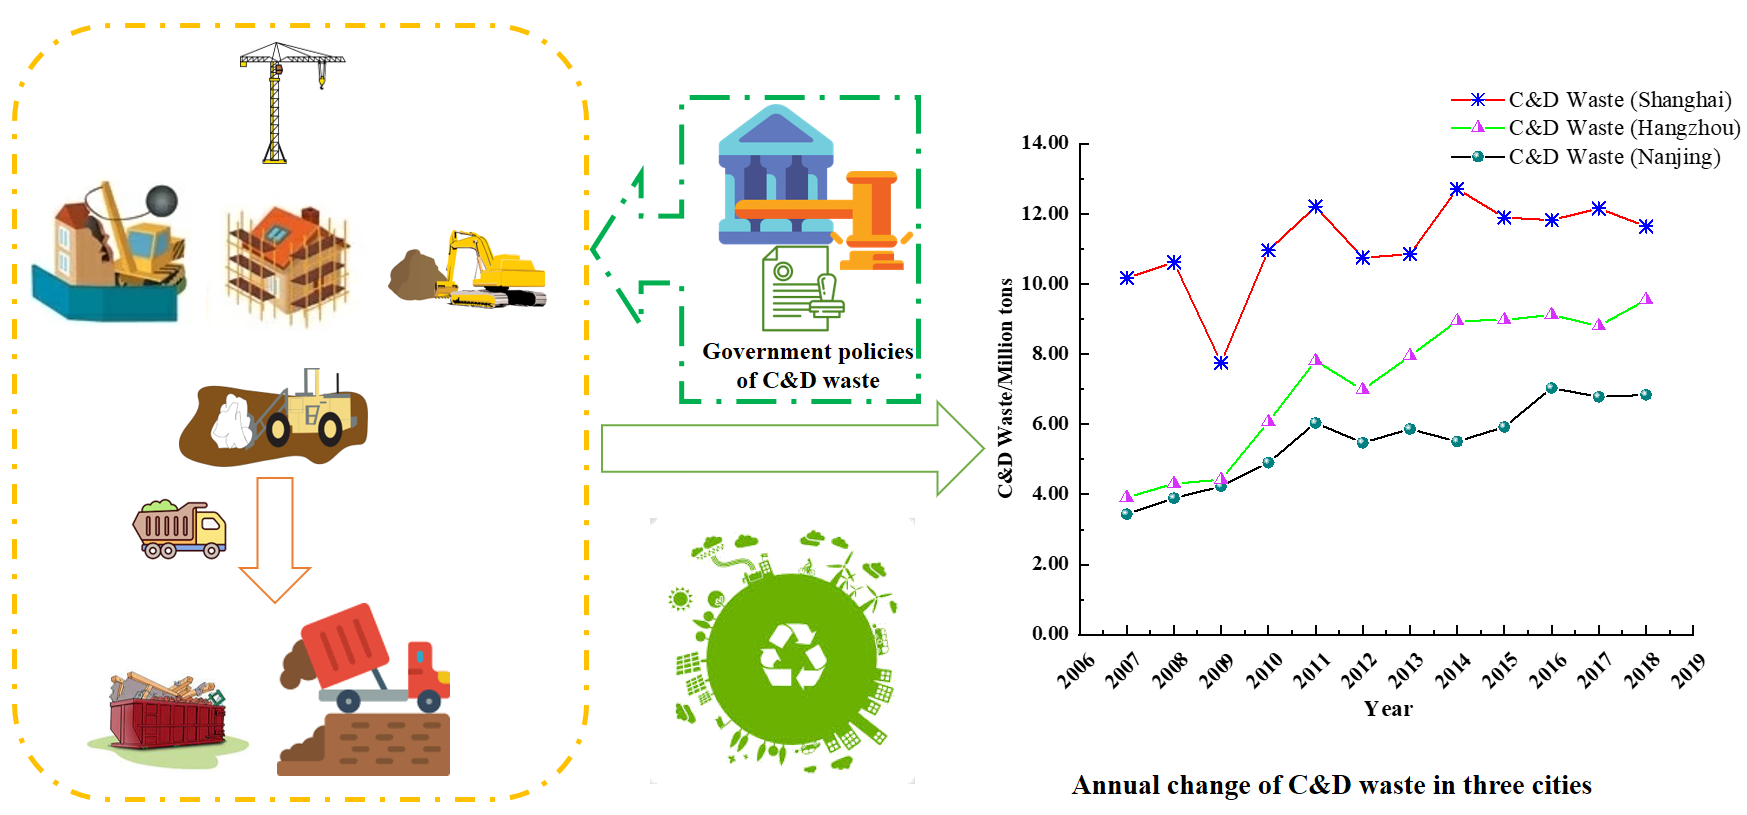 Government policies
of C&D waste
C&D Waste (Shanghai)
C&D Waste (Hangzhou)
C&D Waste (Nanjing)
C&D Waste/Million tons
14.00
12.00
10.00
8.00
6.00
4.00
2.00
0.00
2006
2007
2008
2009
2010
2011
2012
2013
2014
2015
2016
2017
2018
2019
Year
Annual change of C&D waste in three cities